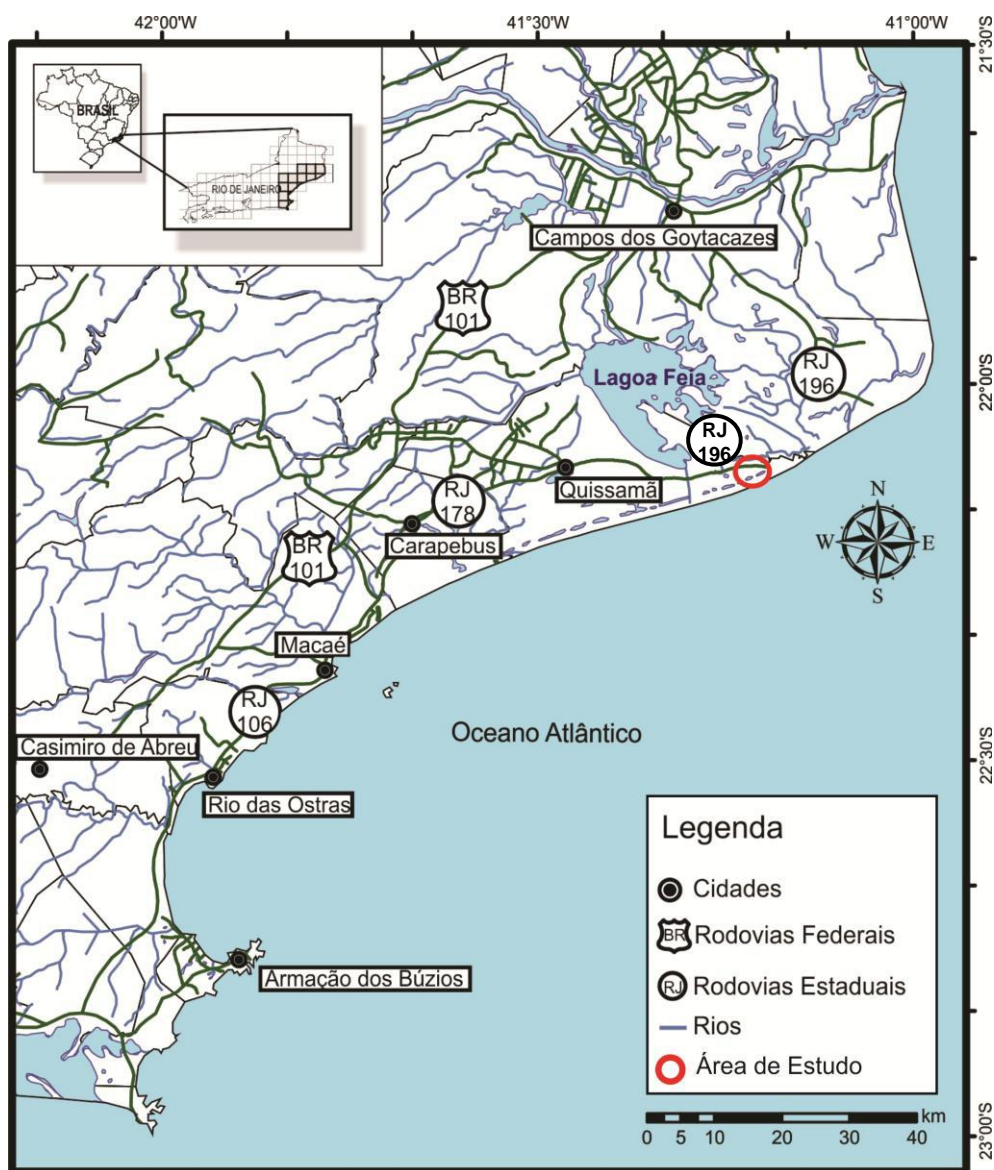 42°00'W
41°30'W
41°00'W
21°30'S
BRASIL
RIO DE JANEIRO
Campos dos Goytacazes
BR
101
Lagoa Feia
RJ
196
22°00'S
RJ
196
Quissamã
RJ
178
Carapebus
BR
101
N
W
E
S
Macaé
RJ
106
Oceano Atlântico
Casimiro de Abreu
22°30'S
Rio das Ostras
Legenda
Cidades
BR
Rodovias Federais
Armação dos Búzios
RJ
Rodovias Estaduais
Rios
Área de Estudo
km
0 5 10 20 30 40
23°00'S